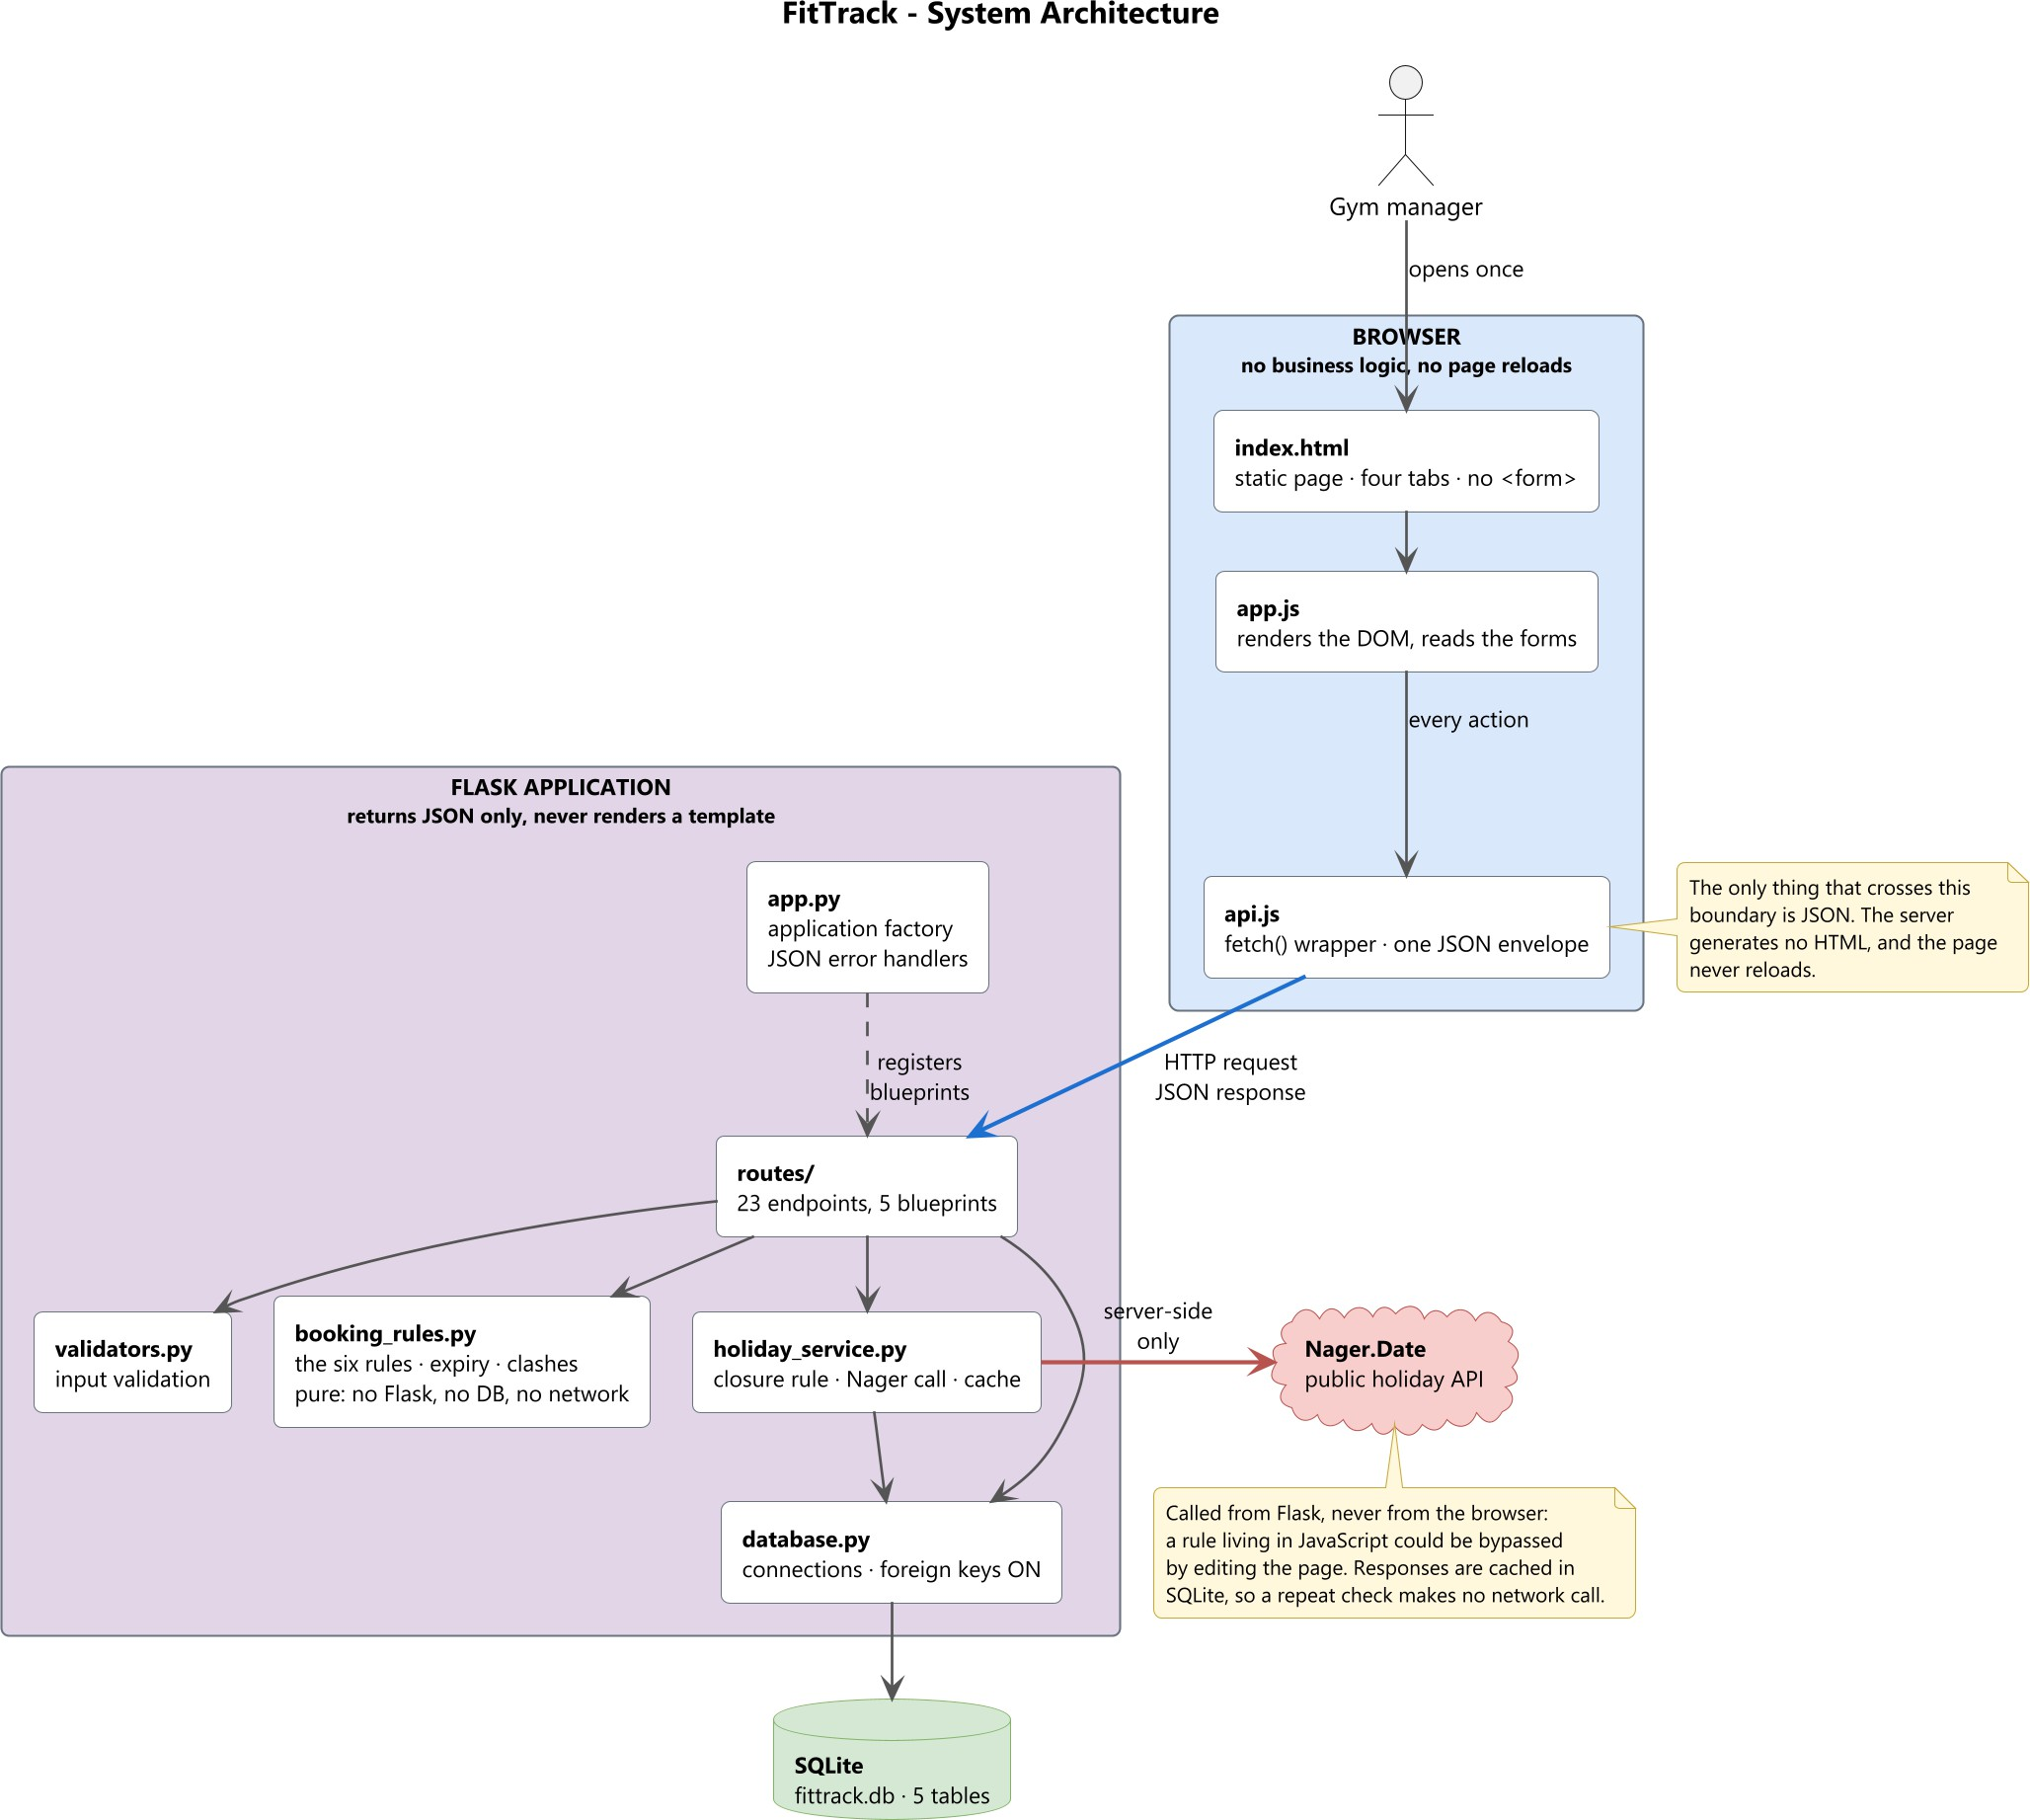 FitTrack - System Architecture
Gym manager
opens once
BROWSER
no business logic, no page reloads
index.html
static page · four tabs · no <form>
app.js
renders the DOM, reads the forms
every action
api.js
fetch() wrapper · one JSON envelope
The only thing that crosses this
boundary is JSON. The server
generates no HTML, and the page
never reloads.
FLASK APPLICATION
returns JSON only, never renders a template
app.py
application factory
JSON error handlers
registers
blueprints
HTTP request
JSON response
routes/
23 endpoints, 5 blueprints
validators.py
input validation
booking_rules.py
the six rules · expiry · clashes
pure: no Flask, no DB, no network
holiday_service.py
closure rule · Nager call · cache
server-side
only
Nager.Date
public holiday API
Called from Flask, never from the browser:
a rule living in JavaScript could be bypassed
by editing the page. Responses are cached in
SQLite, so a repeat check makes no network call.
database.py
connections · foreign keys ON
SQLite
fittrack.db · 5 tables